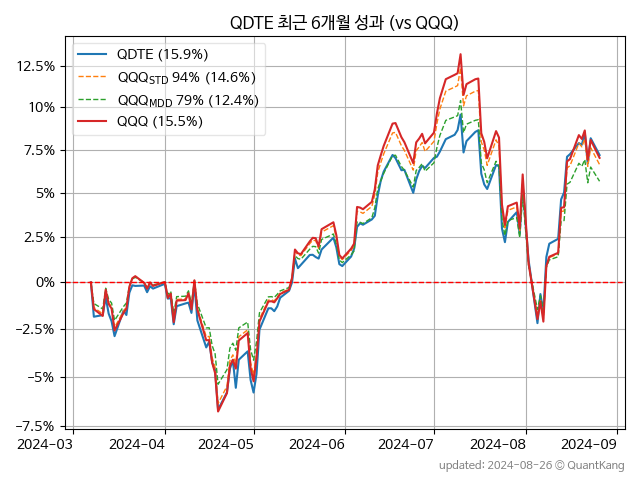 QDTE 최근 6개월 성과 (vs QQQ)
QDTE (15.9%)
QQQSTD 94% (14.6%)
QQQMDD 79% (12.4%)
QQQ (15.5%)
12.5%
10%
7.5%
5%
2.5%
0%
−2.5%
−5%
−7.5%
2024-03 2024-04 2024-05 2024-06 2024-07 2024-08 2024-09
updated: 2024-08-26 © QuantKang